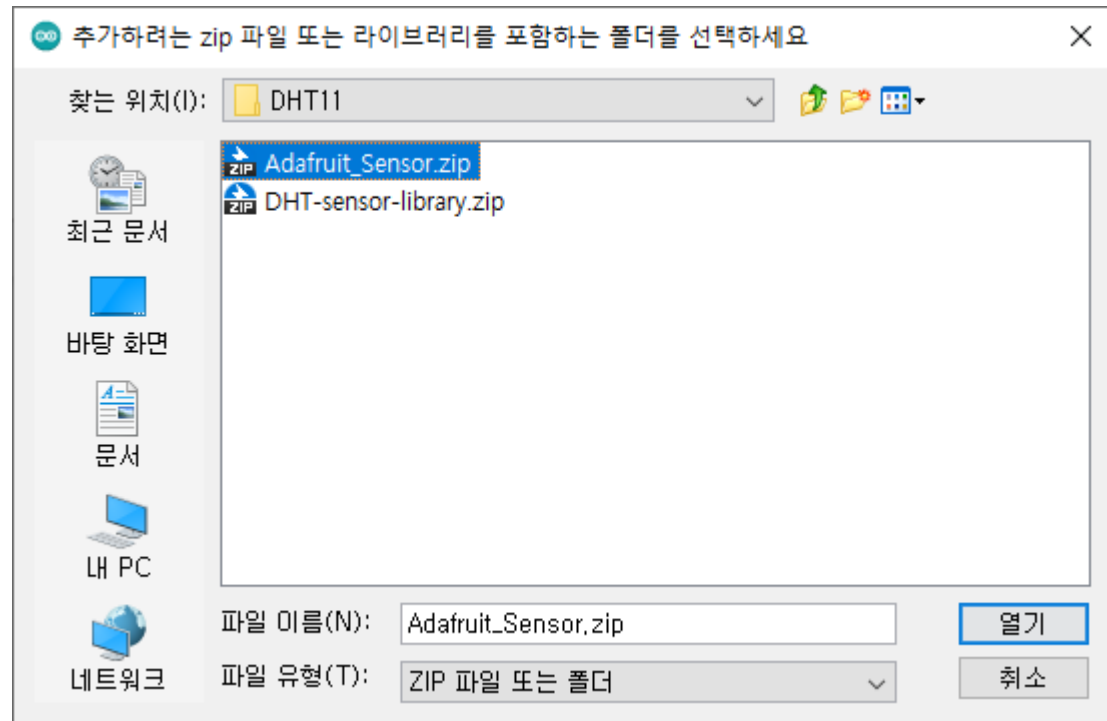 추가하려는 zip 파일 또는 라이브러리를 포함하는 폴더를 선택하세요
찾는 위치(I): DHT11
ZIP Adafruit_Sensor.zip
ZIP DHT-sensor-library.zip
최근 문서
바탕 화면
문서
내 PC
네트워크
파일 이름(N): Adafruit_Sensor.zip 열기
파일 유형(T): ZIP 파일 또는 폴더 취소